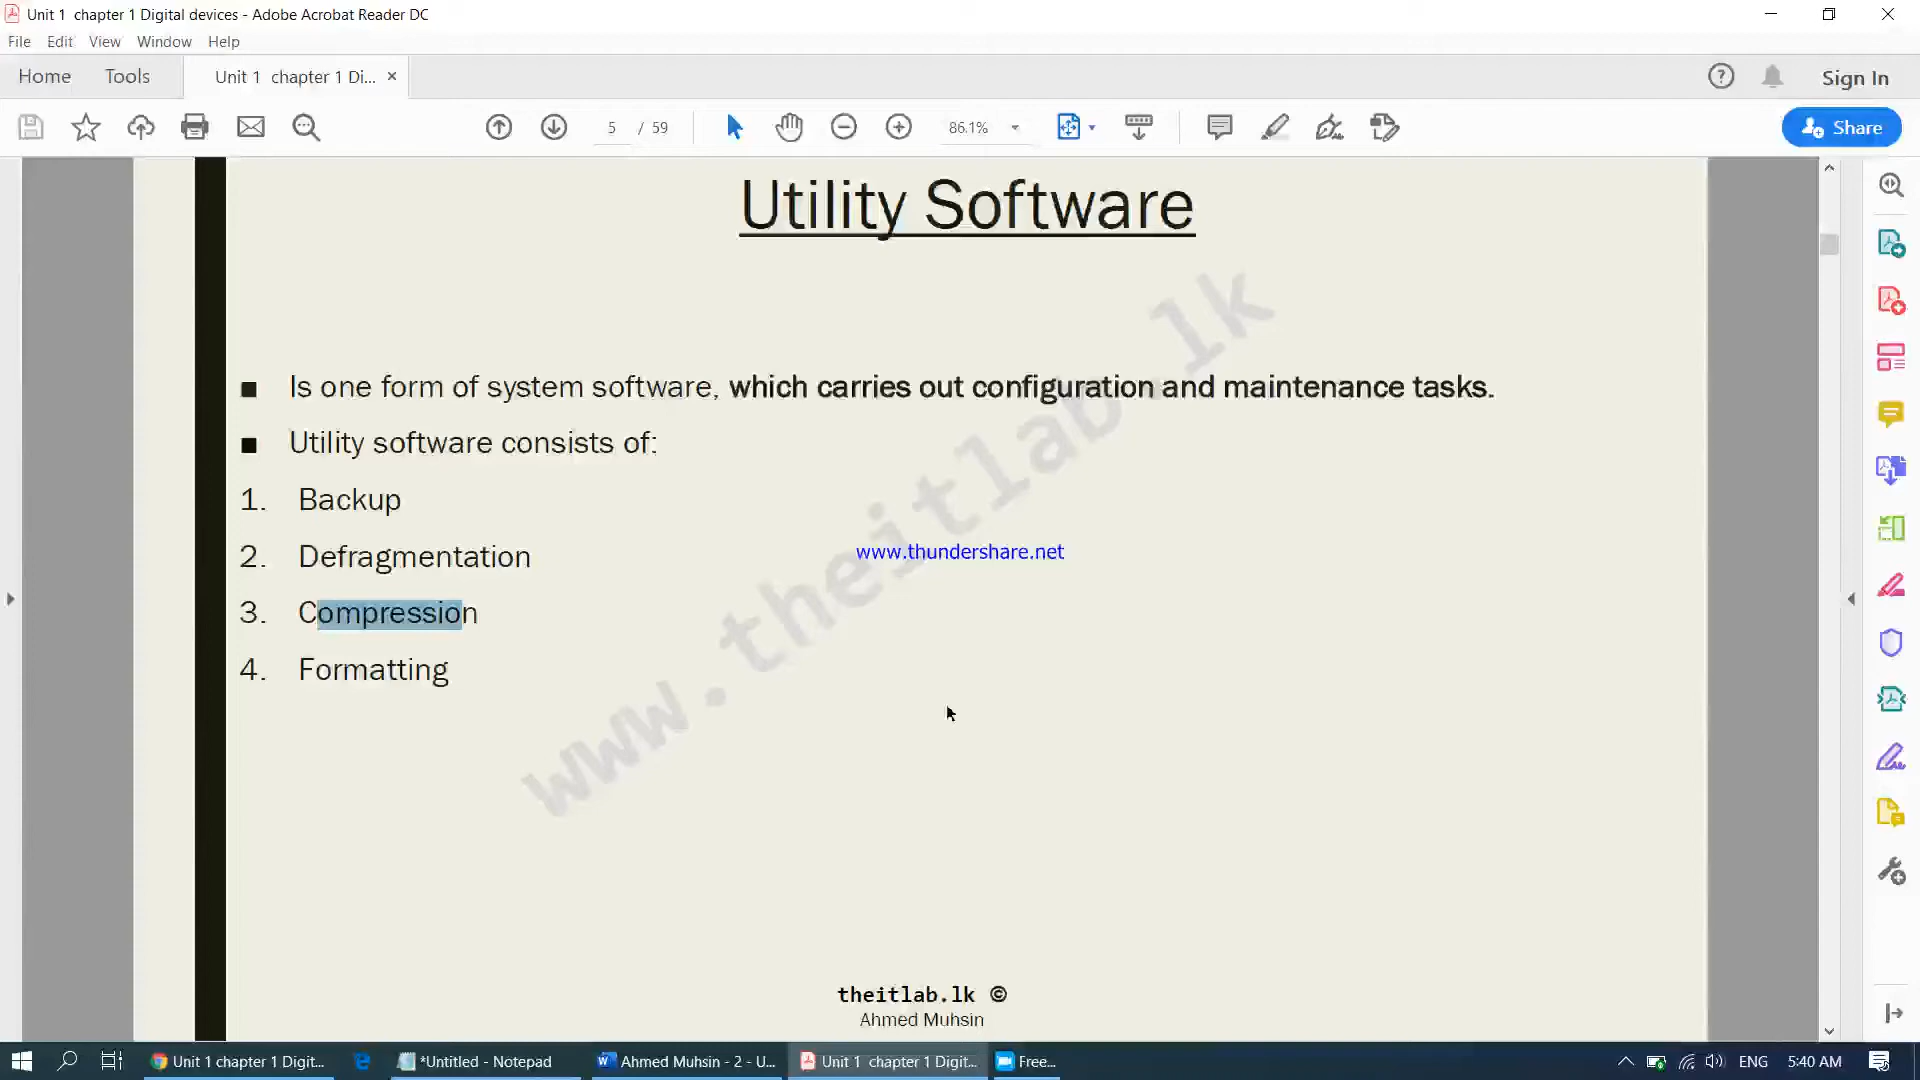 Unit 1 chapter 1 Digital devices - Adobe Acrobat Reader DC
File Edit View Window Help
Home Tools Unit 1 chapter 1 Di... × Sign In
5 / 59 86.1% Share
Utility Software
■ Is one form of system software, which carries out configuration and maintenance tasks.
■ Utility software consists of:
1. Backup
2. Defragmentation
www.thundershare.net
3. Compression
4. Formatting
www.theitlab.lk
theitlab.lk ©
Ahmed Muhsin
Unit 1 chapter 1 Digit... *Untitled - Notepad Ahmed Muhsin - 2 - U... Unit 1 chapter 1 Digit... Free... ENG 5:40 AM